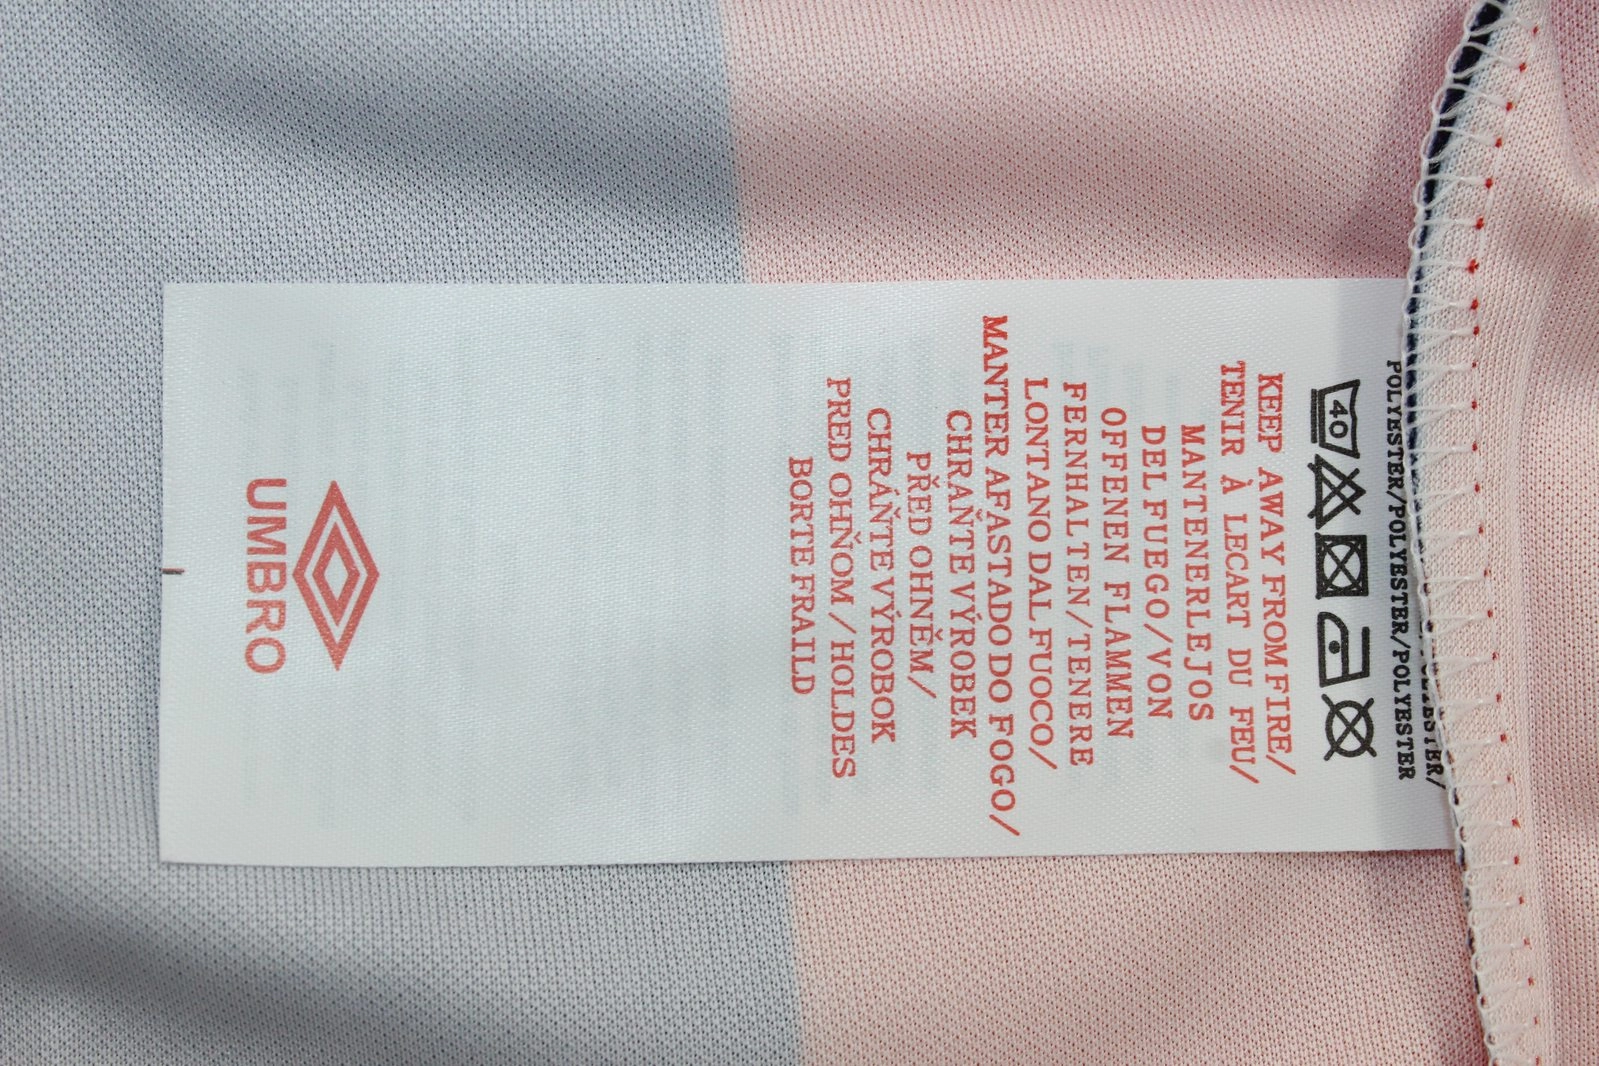 POLYESTER/
POLYESTER/POLYESTER/POLYESTER
40
KEEP AWAY FROM FIRE/
TENIR À LECART DU FEU/
MANTENERLEJOS
DEL FUEGO/VON
OFFENEN FLAMMEN
FERNHALTEN/TENERE
LONTANO DAL FUOCO/
MANTER AFASTADO DO FOGO/
CHRAŇTE VÝROBEK
PŘED OHNĚM/
CHRÁŇTE VÝROBOK
PRED OHŇOM/HOLDES
BORTE FRAILD
UMBRO